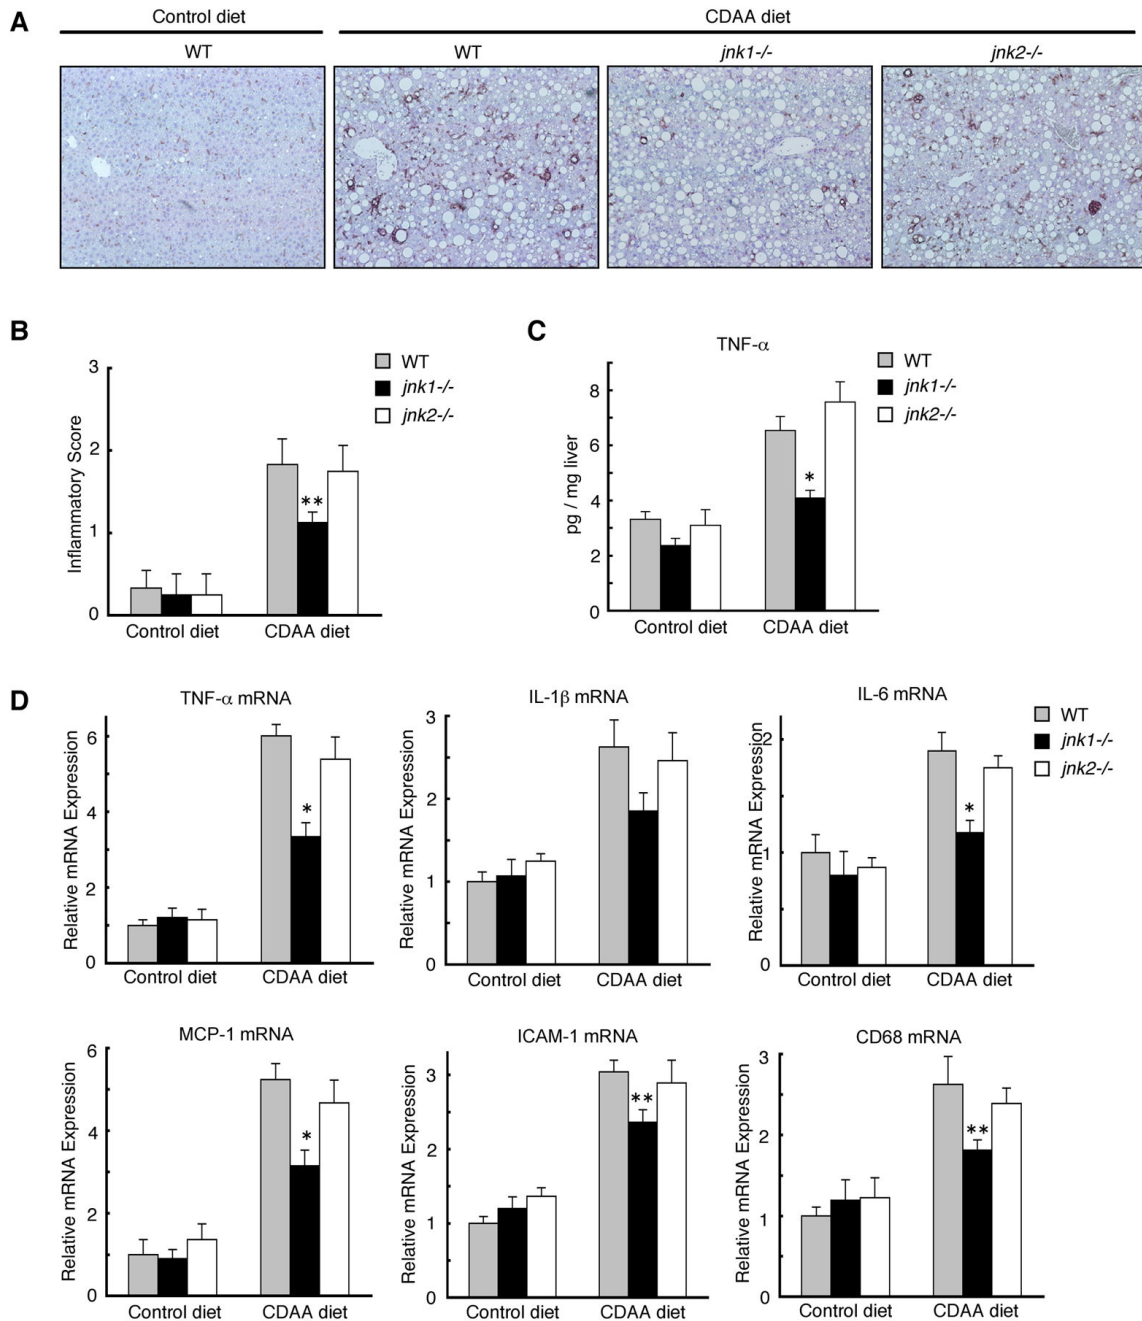 A
Control diet
CDAA diet
WT
WT
jnk1-/-
jnk2-/-
B
Inflammatory Score
3
2
1
0
**
Control diet
CDAA diet
WT
jnk1-/-
jnk2-/-
C
TNF-α
pg / mg liver
8
6
4
2
0
*
Control diet
CDAA diet
WT
jnk1-/-
jnk2-/-
D
TNF-α mRNA
Relative mRNA Expression
6
4
2
0
*
Control diet
CDAA diet
IL-1β mRNA
Relative mRNA Expression
3
2
1
0
Control diet
CDAA diet
IL-6 mRNA
Relative mRNA Expression
2
1
0
*
Control diet
CDAA diet
WT
jnk1-/-
jnk2-/-
MCP-1 mRNA
Relative mRNA Expression
6
4
2
0
*
Control diet
CDAA diet
ICAM-1 mRNA
Relative mRNA Expression
3
2
1
0
**
Control diet
CDAA diet
CD68 mRNA
Relative mRNA Expression
3
2
1
0
**
Control diet
CDAA diet